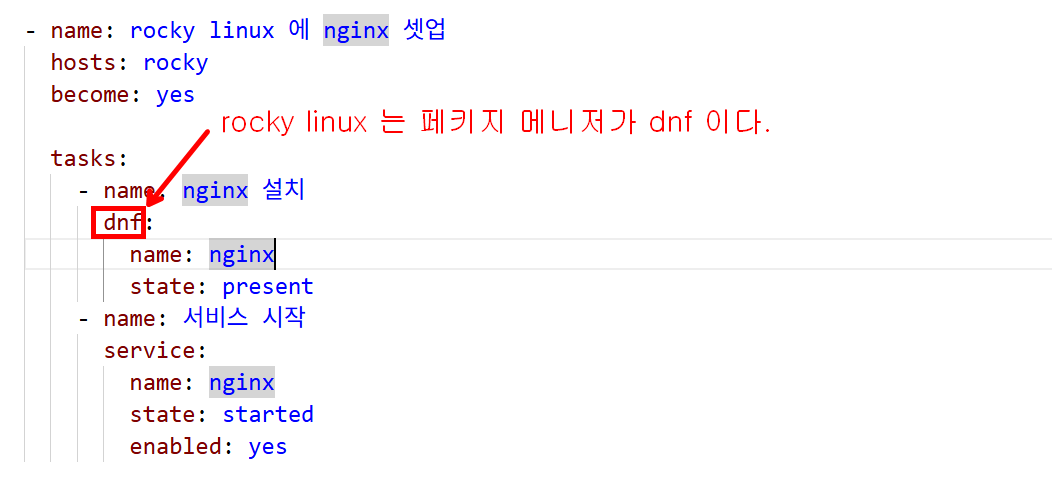 - name: rocky linux 에 nginx 셋업
hosts: rocky
become: yes
rocky linux 는 페키지 메니저가 dnf 이다.
tasks:
- name: nginx 설치
dnf:
name: nginx
state: present
- name: 서비스 시작
service:
name: nginx
state: started
enabled: yes